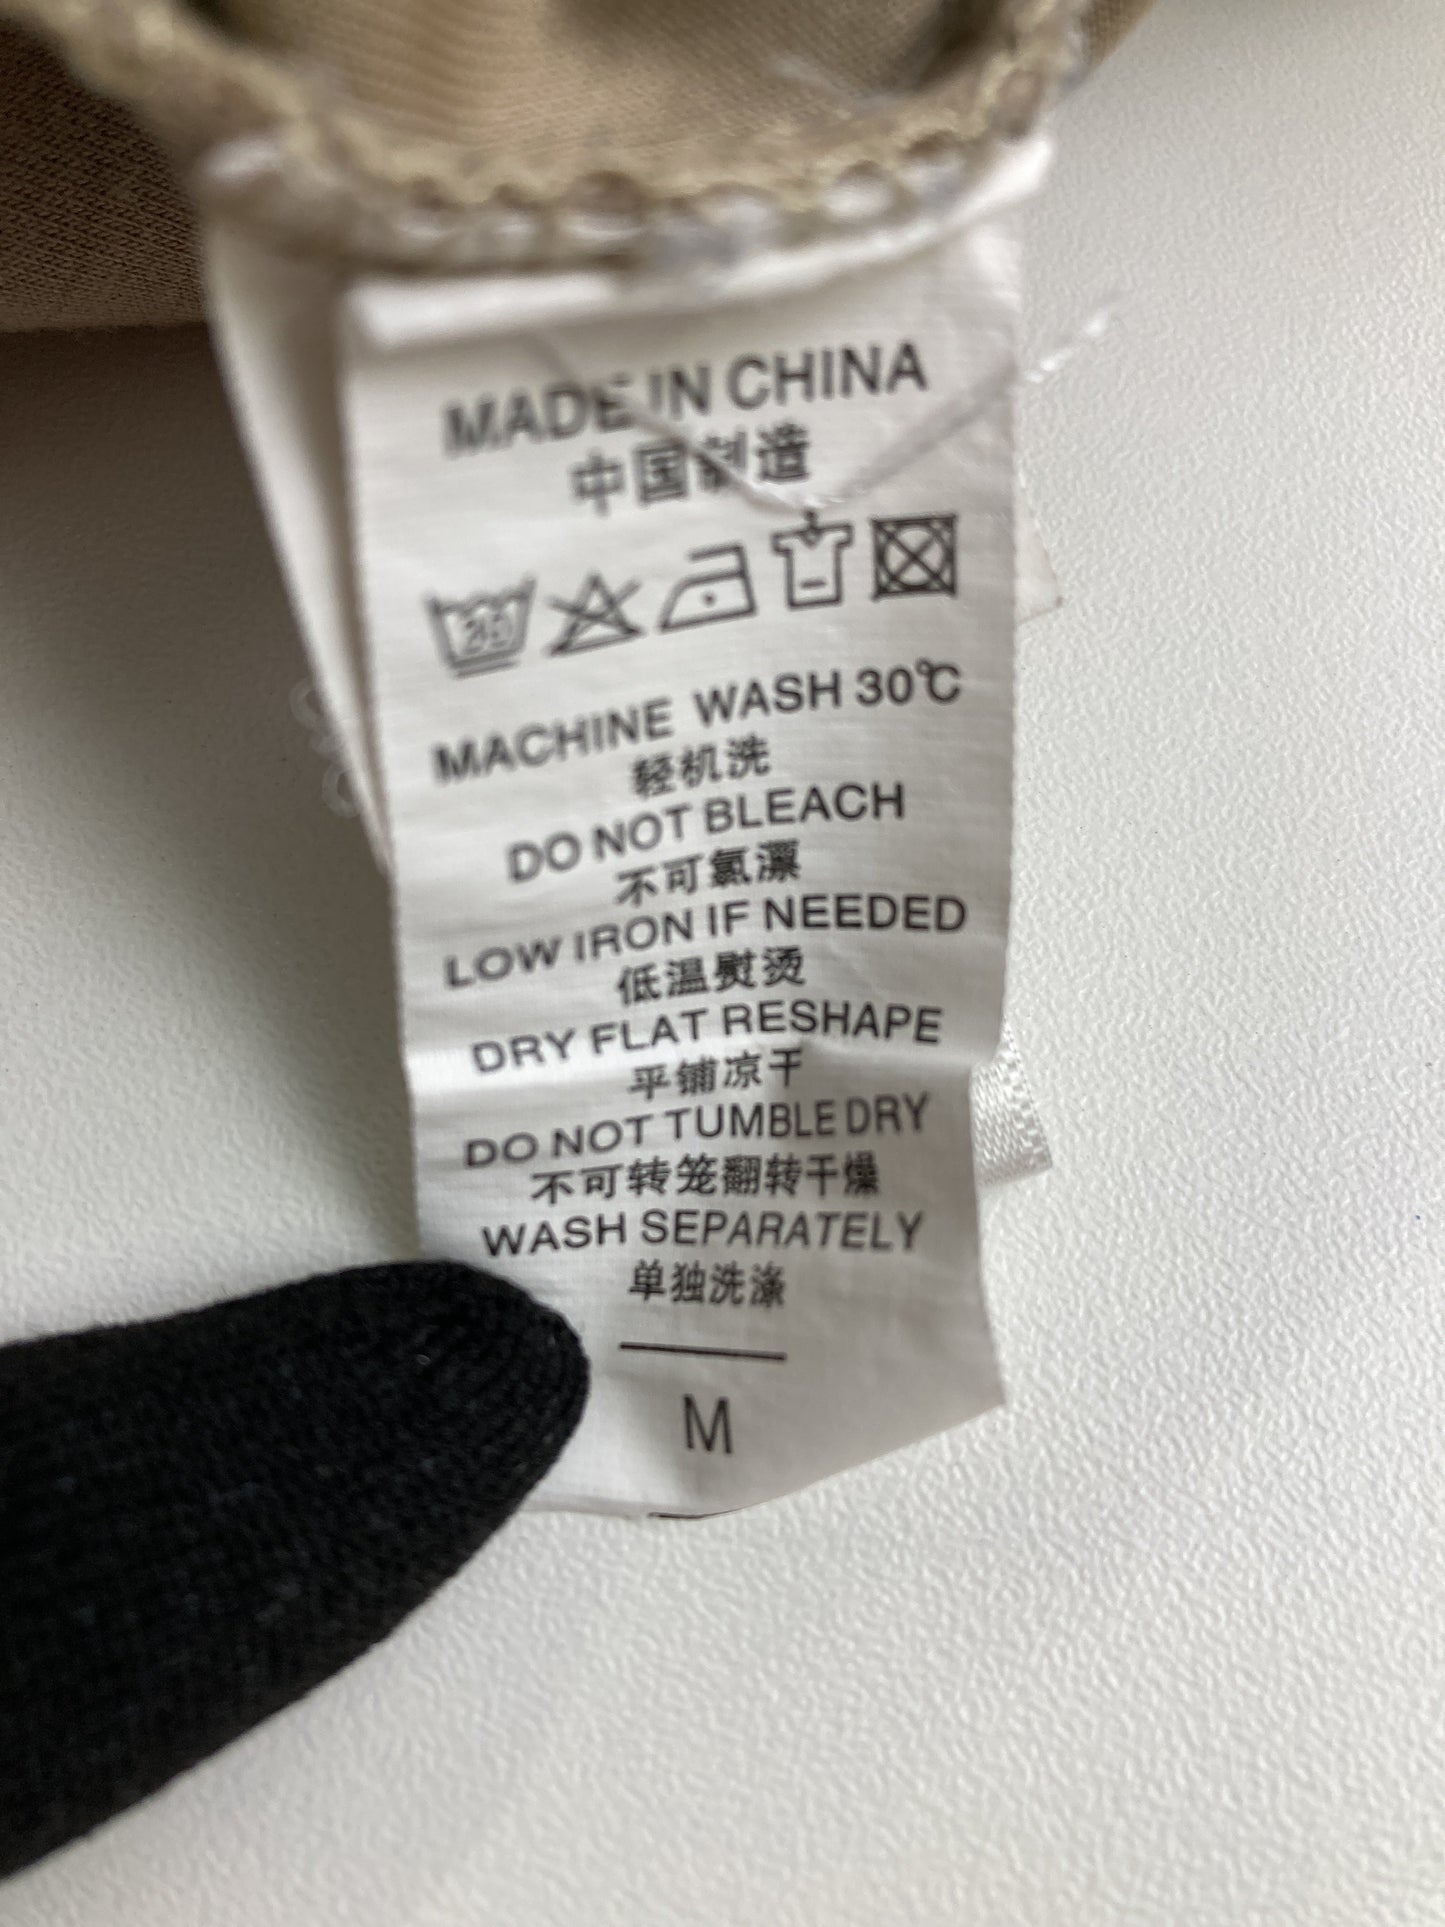 MADE IN CHINA
中国制造
30
MACHINE WASH 30℃
轻机洗
DO NOT BLEACH
不可氯漂
LOW IRON IF NEEDED
低温熨烫
DRY FLAT RESHAPE
平铺凉干
DO NOT TUMBLE DRY
不可转笼翻转干燥
WASH SEPARATELY
单独洗涤
M